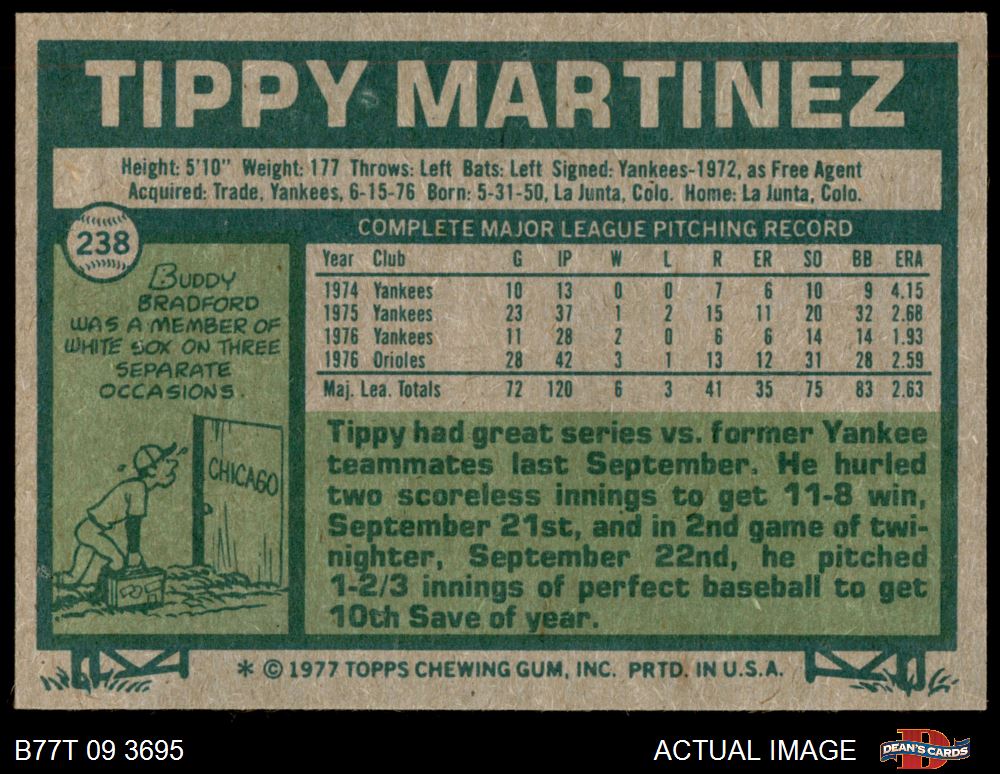 TIPPY MARTINEZ
Height: 5'10" Weight: 177 Throws: Left Bats: Left Signed: Yankees-1972, as Free Agent
Acquired: Trade, Yankees, 6-15-76 Born: 5-31-50, La Junta, Colo. Home: La Junta, Colo.
238
BUDDY
BRADFORD
WAS A MEMBER OF
WHITE SOX ON THREE
SEPARATE
OCCASIONS.
CHICAGO
COMPLETE MAJOR LEAGUE PITCHING RECORD
Year Club G IP W L R ER SO BB ERA
1974 Yankees 10 13 0 0 7 6 10 9 4.15
1975 Yankees 23 37 1 2 15 11 20 32 2.68
1976 Yankees 11 28 2 0 6 6 14 14 1.93
1976 Orioles 28 42 3 1 13 12 31 28 2.59
Maj. Lea. Totals 72 120 6 3 41 35 75 83 2.63
Tippy had great series vs. former Yankee
teammates last September. He hurled
two scoreless innings to get 11-8 win,
September 21st, and in 2nd game of twi-
nighter, September 22nd, he pitched
1-2/3 innings of perfect baseball to get
10th Save of year.
* © 1977 TOPPS CHEWING GUM, INC. PRTD. IN U.S.A.
B77T 09 3695
ACTUAL IMAGE
DEAN'S CARDS